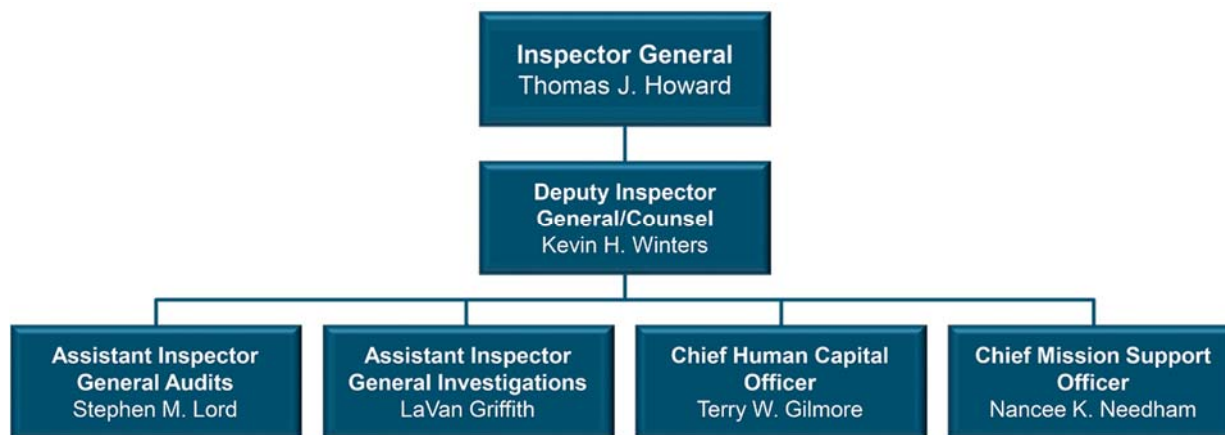 Inspector General
Thomas J. Howard
Deputy Inspector
General/Counsel
Kevin H. Winters
Assistant Inspector
General Audits
Stephen M. Lord
Assistant Inspector
General Investigations
LaVan Griffith
Chief Human Capital
Officer
Terry W. Gilmore
Chief Mission Support
Officer
Nancee K. Needham